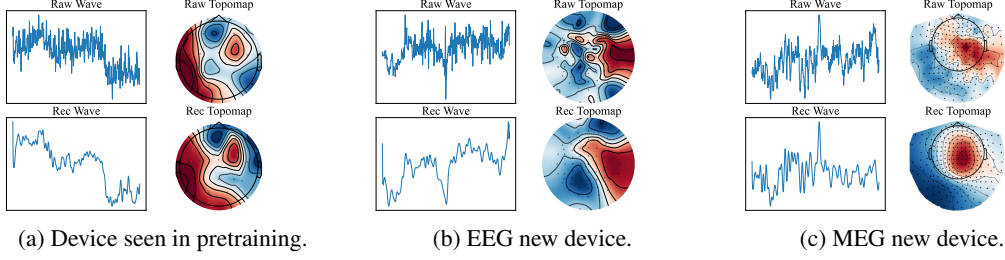 Raw Wave Raw Topomap Raw Wave Raw Topomap Raw Wave Raw Topomap
Rec Wave Rec Topomap Rec Wave Rec Topomap Rec Wave Rec Topomap
(a) Device seen in pretraining. (b) EEG new device. (c) MEG new device.